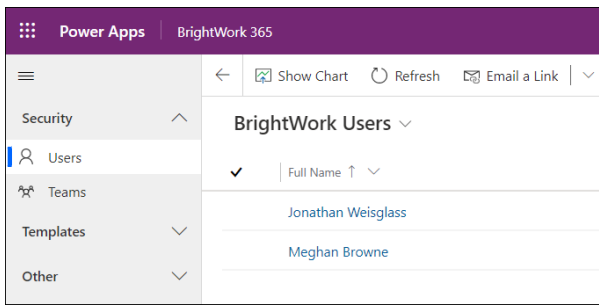 Power Apps BrightWork 365
Show Chart Refresh Email a Link
Security
BrightWork Users
Users
Full Name
Teams
Jonathan Weisglass
Templates
Meghan Browne
Other